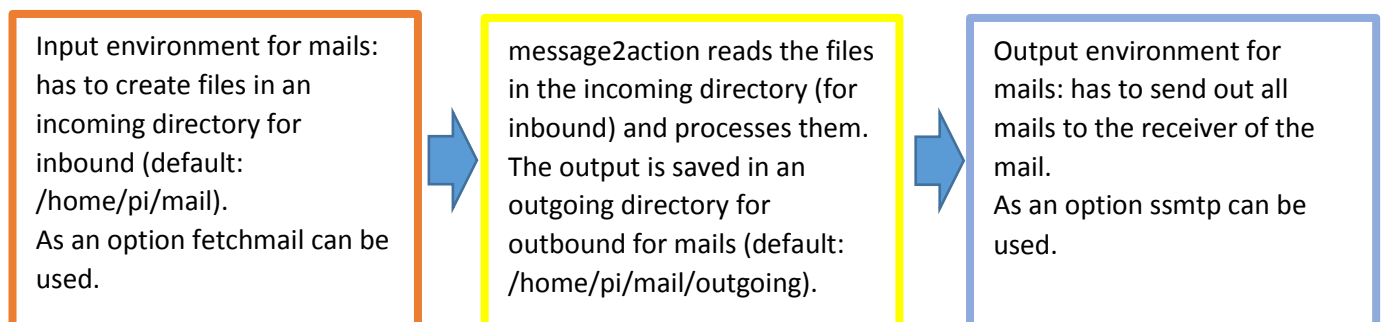 Input environment for mails:
has to create files in an
incoming directory for
inbound (default:
/home/pi/mail).
As an option fetchmail can be
used.
message2action reads the files
in the incoming directory (for
inbound) and processes them.
The output is saved in an
outgoing directory for
outbound for mails (default:
/home/pi/mail/outgoing).
Output environment for
mails: has to send out all
mails to the receiver of the
mail.
As an option ssmtp can be
used.